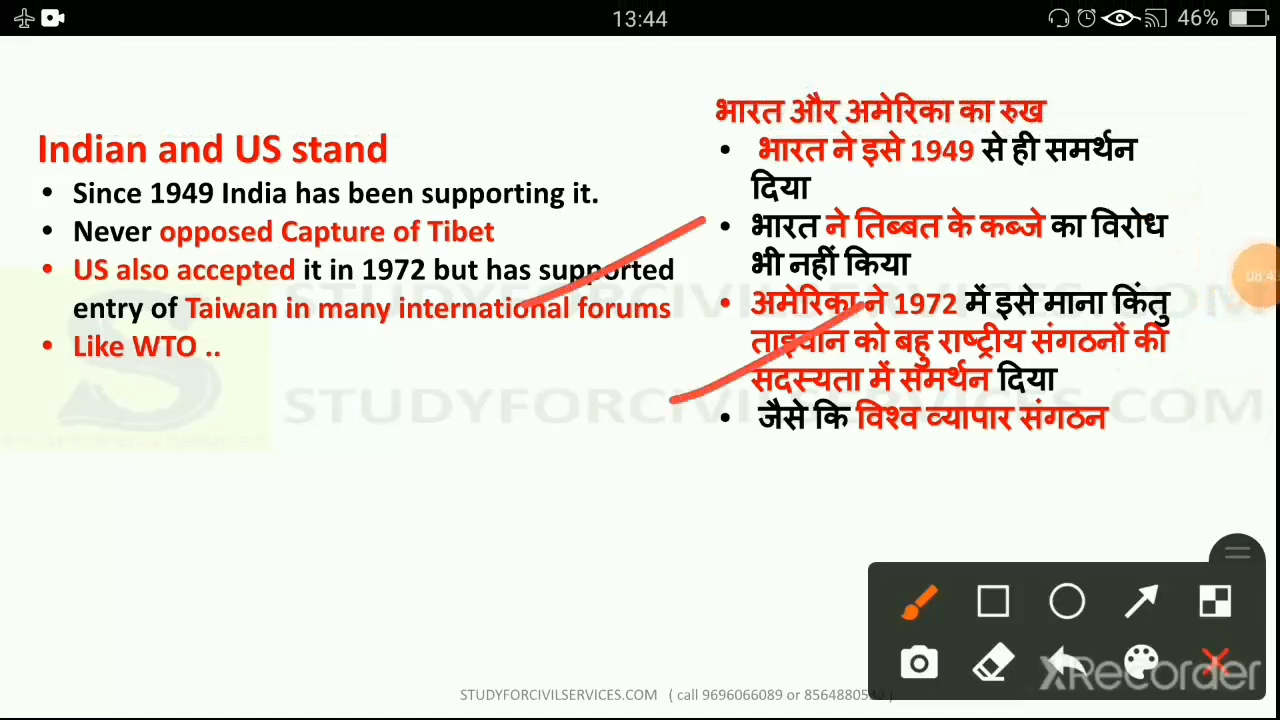 13:44
46%
Indian and US stand
• Since 1949 India has been supporting it.
• Never opposed Capture of Tibet
• US also accepted it in 1972 but has supported
entry of Taiwan in many international forums
• Like WTO ..
भारत और अमेरिका का रुख
• भारत ने इसे 1949 से ही समर्थन
दिया
• भारत ने तिब्बत के कब्जे का विरोध
भी नहीं किया
• अमेरिका ने 1972 में इसे माना किंतु
ताइवान को बहु राष्ट्रीय संगठनों की
सदस्यता में समर्थन दिया
• जैसे कि विश्व व्यापार संगठन
STUDYFORCIVILSERVICES.COM
STUDYFORCIVILSERVICES.COM
XRecorder
STUDYFORCIVILSERVICES.COM ( call 9696066089 or